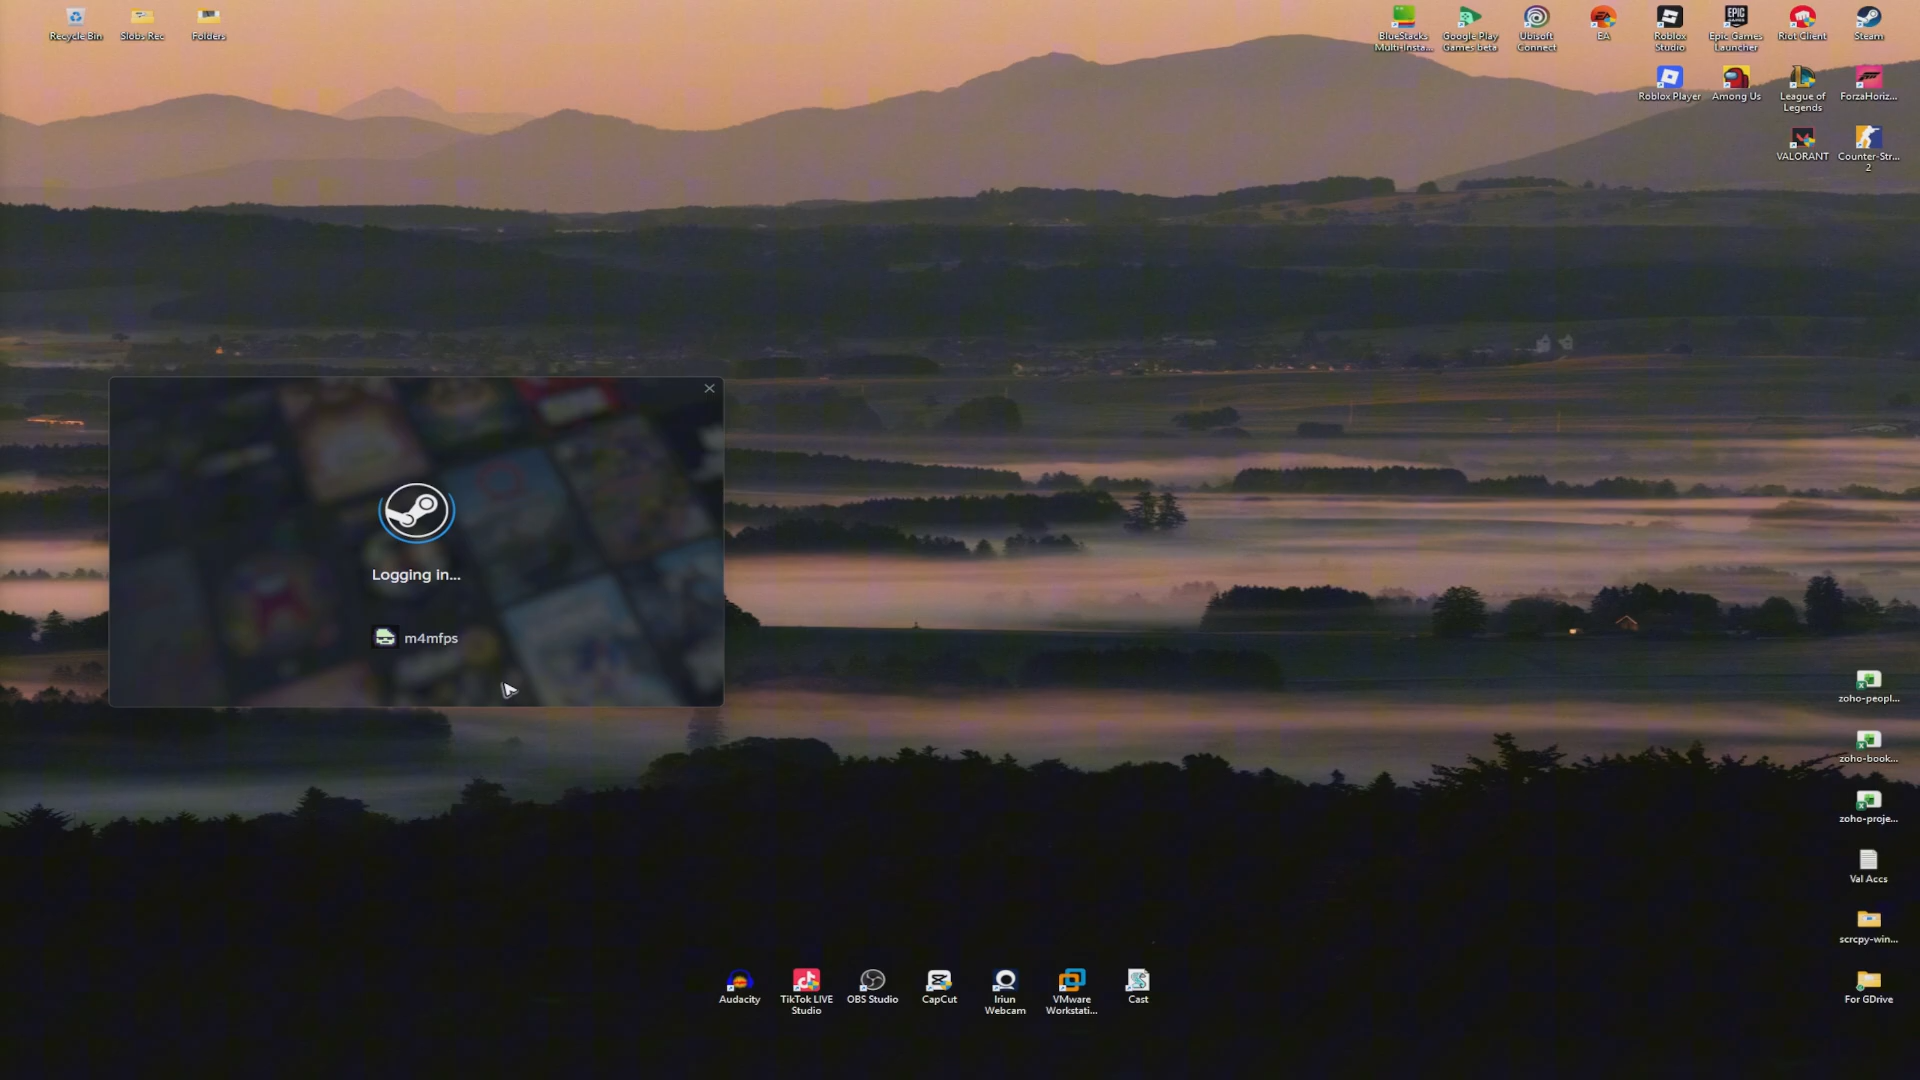 Recycle Bin
Slobs Rec
Folders
BlueStacks
Multi-Insta...
Google Play
Games beta
Ubisoft
Connect
EA
Roblox
Studio
Epic Games
Launcher
Riot Client
Steam
Roblox Player
Among Us
League of
Legends
ForzaHoriz...
VALORANT
Counter-Str...
2
Logging in...
m4mfps
zoho-peopl...
zoho-book...
zoho-proje...
Val Accs
scrcpy-win...
For GDrive
Audacity
TikTok LIVE
Studio
OBS Studio
CapCut
Iriun
Webcam
VMware
Workstati...
Cast